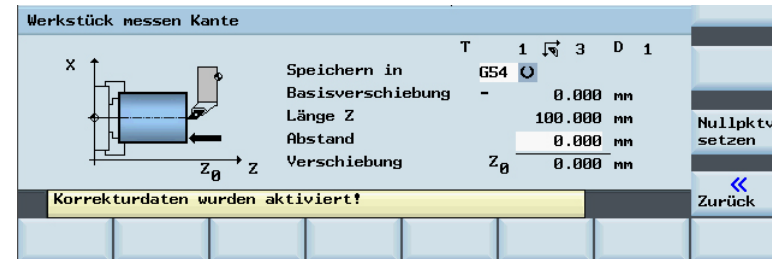 Werkstück messen Kante
T 1 3 D 1
X
Speichern in G54
Basisverschiebung - 0.000 mm
Länge Z 100.000 mm
Abstand 0.000 mm
Verschiebung Z0 0.000 mm
Z0 Z
Nullpktv
setzen
Korrekturdaten wurden aktiviert!
«
Zurück